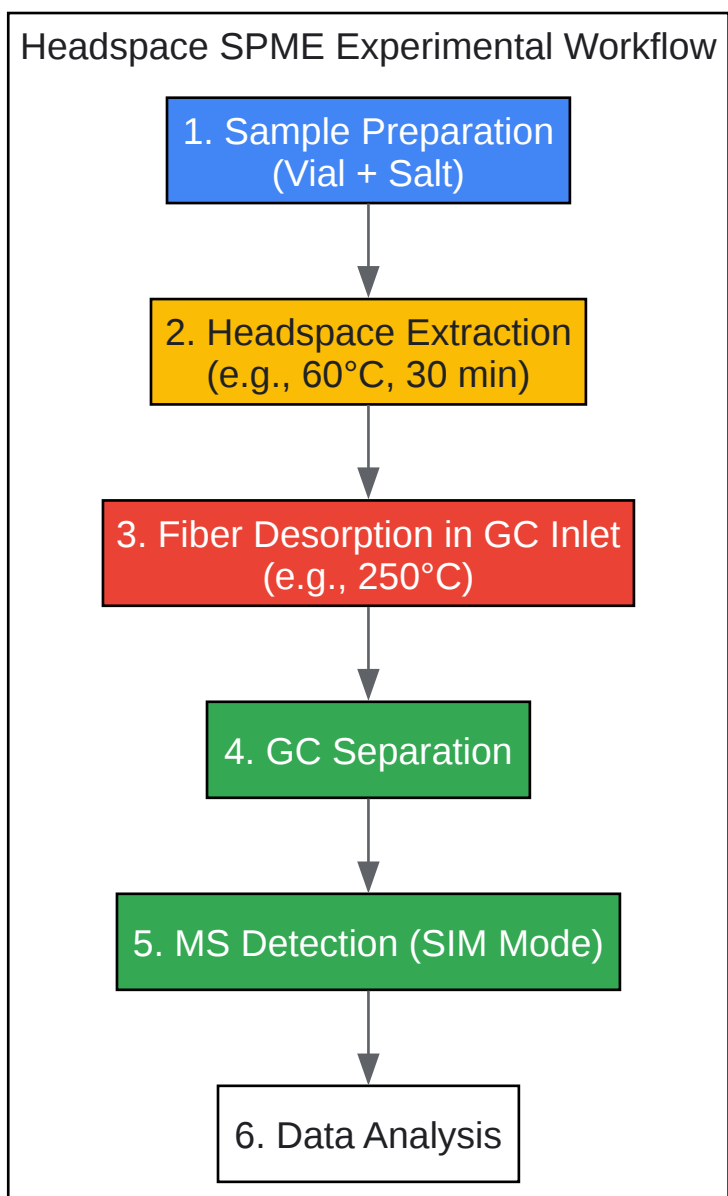 Headspace SPME Experimental Workflow
1. Sample Preparation
(Vial + Salt)
2. Headspace Extraction
(e.g., 60°C, 30 min)
3. Fiber Desorption in GC Inlet
(e.g., 250°C)
4. GC Separation
5. MS Detection (SIM Mode)
6. Data Analysis